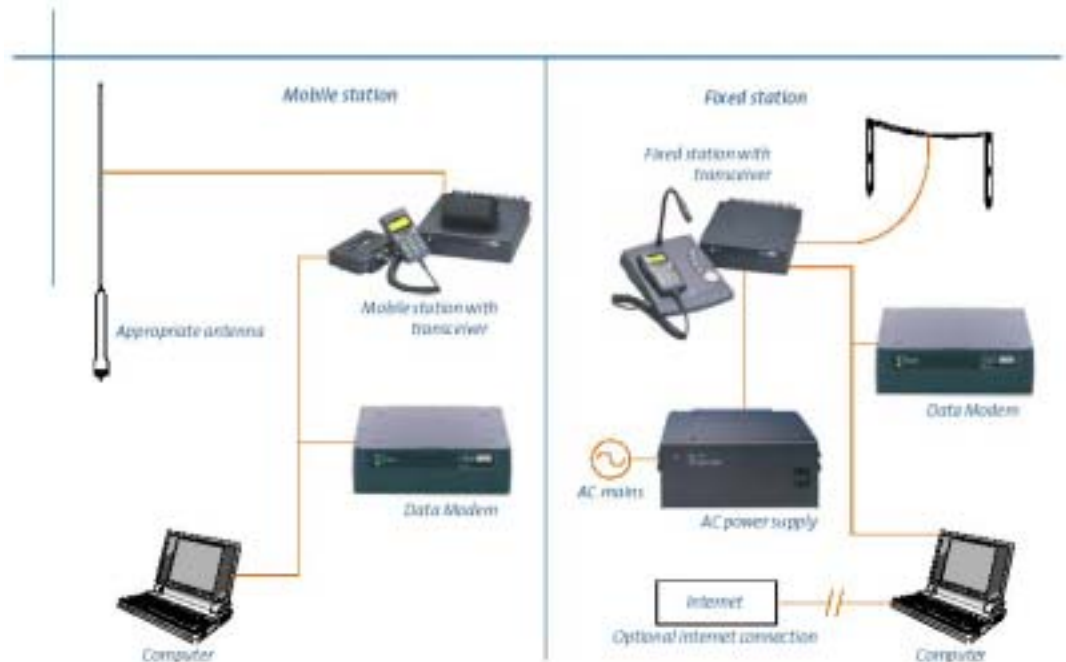 Mobile station
Fixed station
Fixed station with
transceiver
Mobile station with
transceiver
Appropriate antenna
Data Modem
Data Modem
AC mains
AC power supply
Internet
Optional internet connection
Computer
Computer